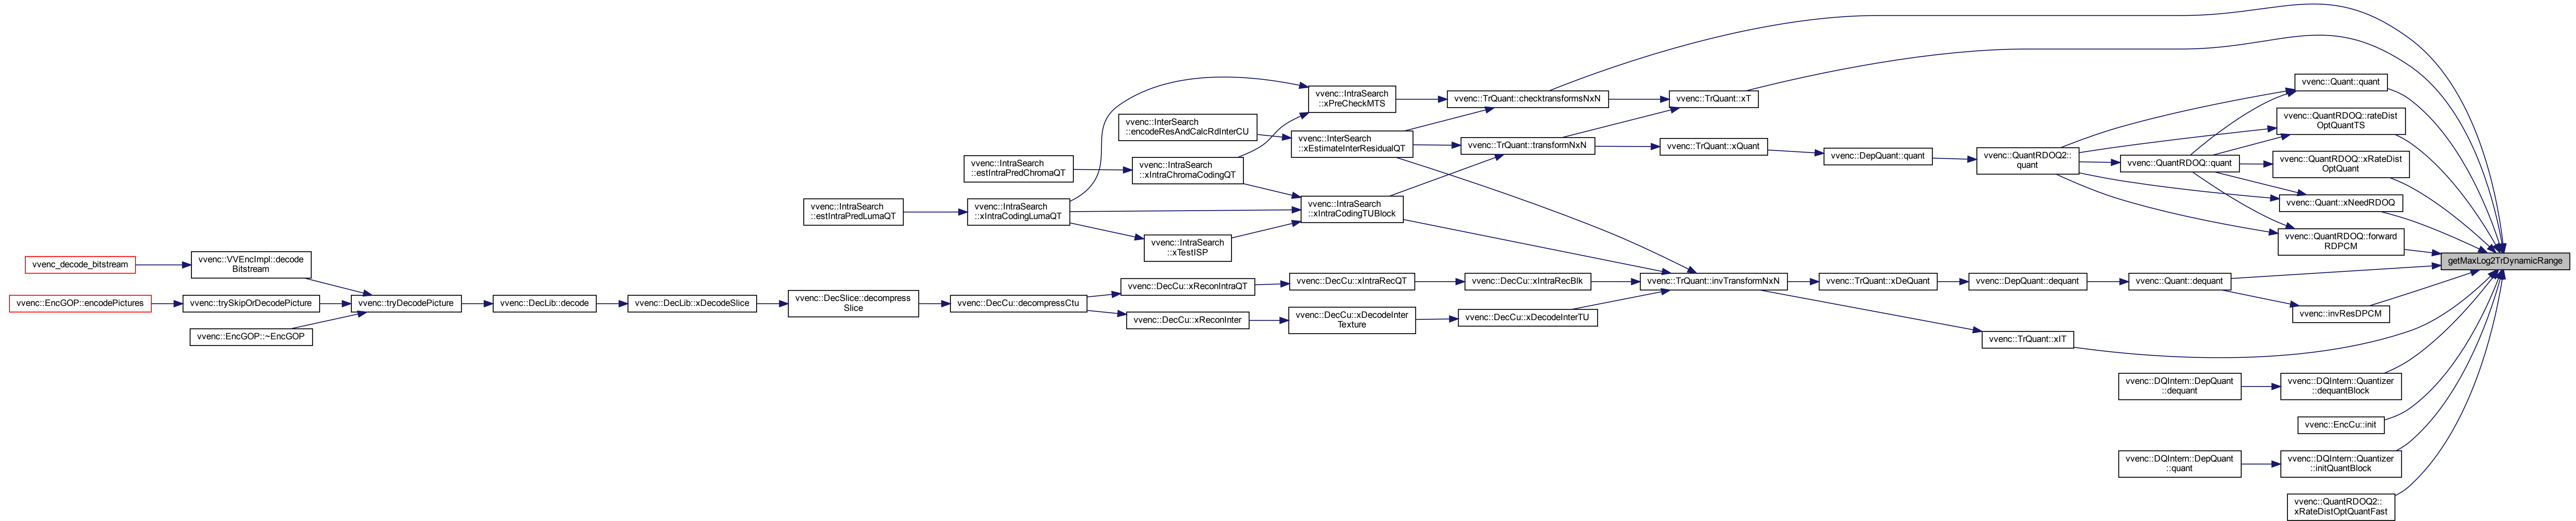 vvenc::Quant::quant
vvenc::IntraSearch
::xPreCheckMTS
vvenc::TrQuant::checktransformsNxN
vvenc::TrQuant::xT
vvenc::QuantRDOQ::rateDist
OptQuantTS
vvenc::InterSearch
::encodeResAndCalcRdInterCU
vvenc::InterSearch
::xEstimateInterResidualQT
vvenc::TrQuant::transformNxN
vvenc::TrQuant::xQuant
vvenc::DepQuant::quant
vvenc::QuantRDOQ2::
quant
vvenc::QuantRDOQ::quant
vvenc::QuantRDOQ::xRateDist
OptQuant
vvenc::IntraSearch
::estIntraPredChromaQT
vvenc::IntraSearch
::xIntraChromaCodingQT
vvenc::Quant::xNeedRDOQ
vvenc::IntraSearch
::estIntraPredLumaQT
vvenc::IntraSearch
::xIntraCodingLumaQT
vvenc::IntraSearch
::xIntraCodingTUBlock
vvenc::QuantRDOQ::forward
RDPCM
vvenc::IntraSearch
::xTestISP
getMaxLog2TrDynamicRange
vvenc_decode_bitstream
vvenc::VVEncImpl::decode
Bitstream
vvenc::DecCu::xReconIntraQT
vvenc::DecCu::xIntraRecQT
vvenc::DecCu::xIntraRecBlk
vvenc::TrQuant::invTransformNxN
vvenc::TrQuant::xDeQuant
vvenc::DepQuant::dequant
vvenc::Quant::dequant
vvenc::EncGOP::encodePictures
vvenc::trySkipOrDecodePicture
vvenc::tryDecodePicture
vvenc::DecLib::decode
vvenc::DecLib::xDecodeSlice
vvenc::DecSlice::decompress
Slice
vvenc::DecCu::decompressCtu
vvenc::DecCu::xReconInter
vvenc::DecCu::xDecodeInter
Texture
vvenc::DecCu::xDecodeInterTU
vvenc::invResDPCM
vvenc::EncGOP::~EncGOP
vvenc::TrQuant::xIT
vvenc::DQIntern::DepQuant
::dequant
vvenc::DQIntern::Quantizer
::dequantBlock
vvenc::EncCu::init
vvenc::DQIntern::DepQuant
::quant
vvenc::DQIntern::Quantizer
::initQuantBlock
vvenc::QuantRDOQ2::
xRateDistOptQuantFast